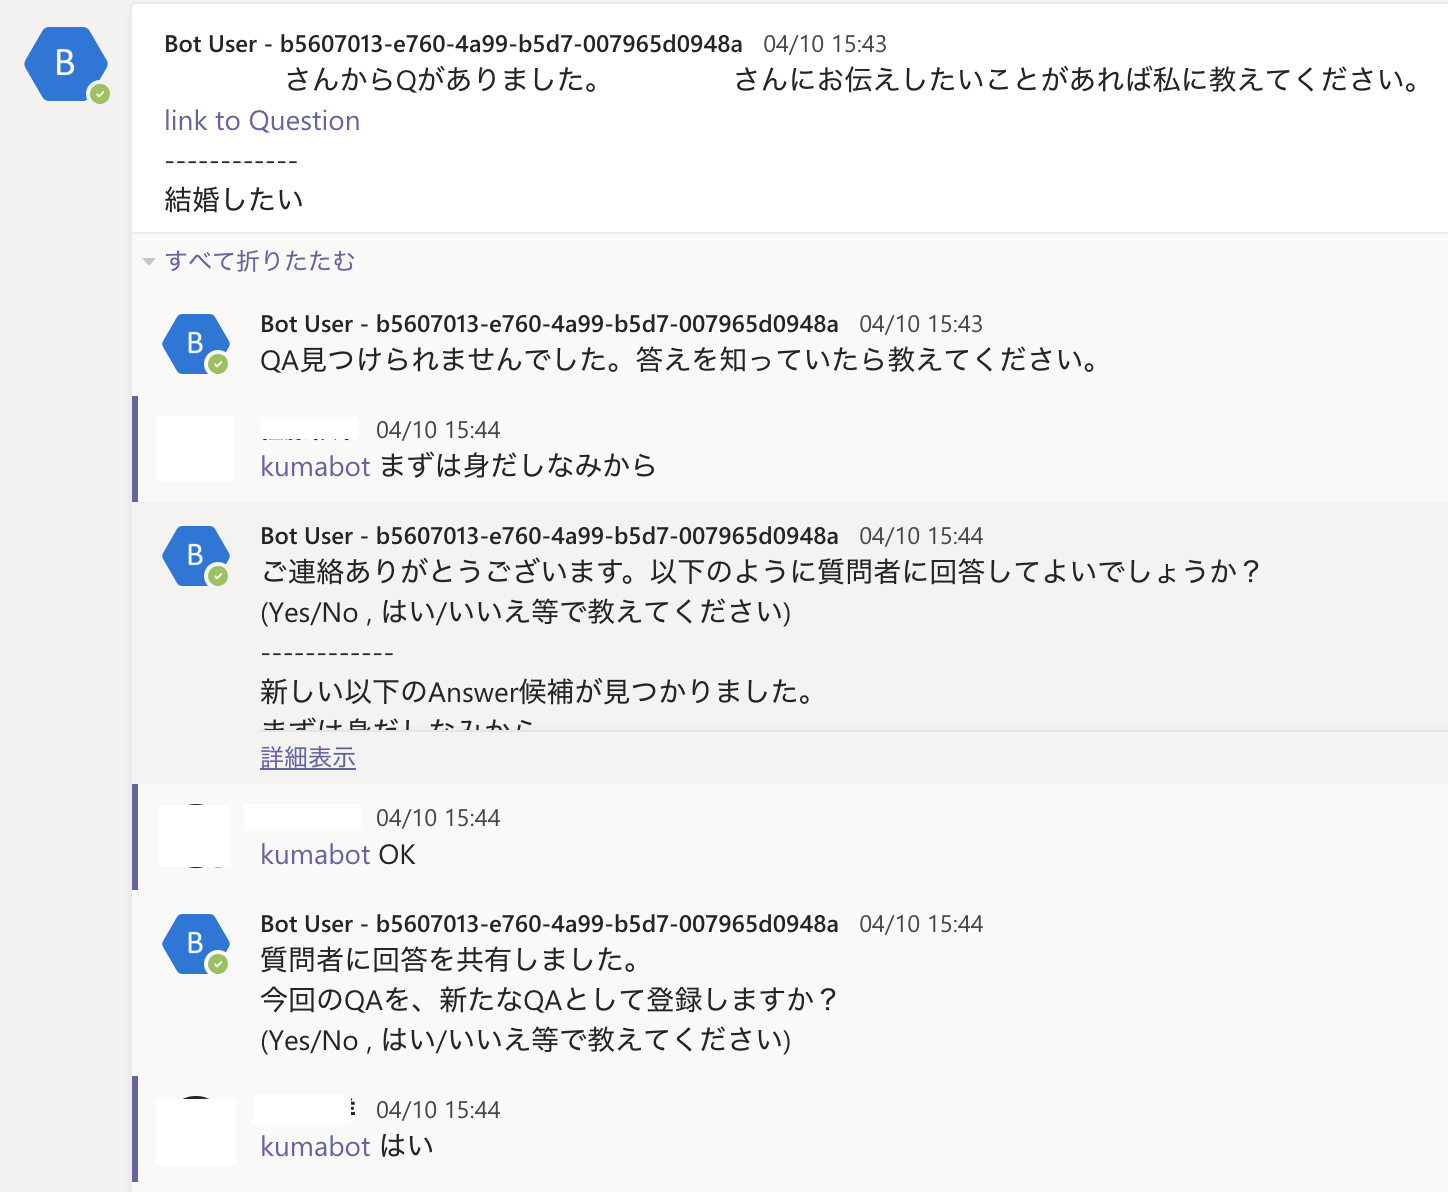 B
Bot User - b5607013-e760-4a99-b5d7-007965d0948a 04/10 15:43
さんからQがありました。 さんにお伝えしたいことがあれば私に教えてください。
link to Question
------------
結婚したい
すべて折りたたむ
B
Bot User - b5607013-e760-4a99-b5d7-007965d0948a 04/10 15:43
QA見つけられませんでした。答えを知っていたら教えてください。
04/10 15:44
kumabot まずは身だしなみから
B
Bot User - b5607013-e760-4a99-b5d7-007965d0948a 04/10 15:44
ご連絡ありがとうございます。以下のように質問者に回答してよいでしょうか？
(Yes/No , はい/いいえ等で教えてください)
------------
新しい以下のAnswer候補が見つかりました。
まずは身だしなみから
詳細表示
04/10 15:44
kumabot OK
B
Bot User - b5607013-e760-4a99-b5d7-007965d0948a 04/10 15:44
質問者に回答を共有しました。
今回のQAを、新たなQAとして登録しますか？
(Yes/No , はい/いいえ等で教えてください)
04/10 15:44
kumabot はい